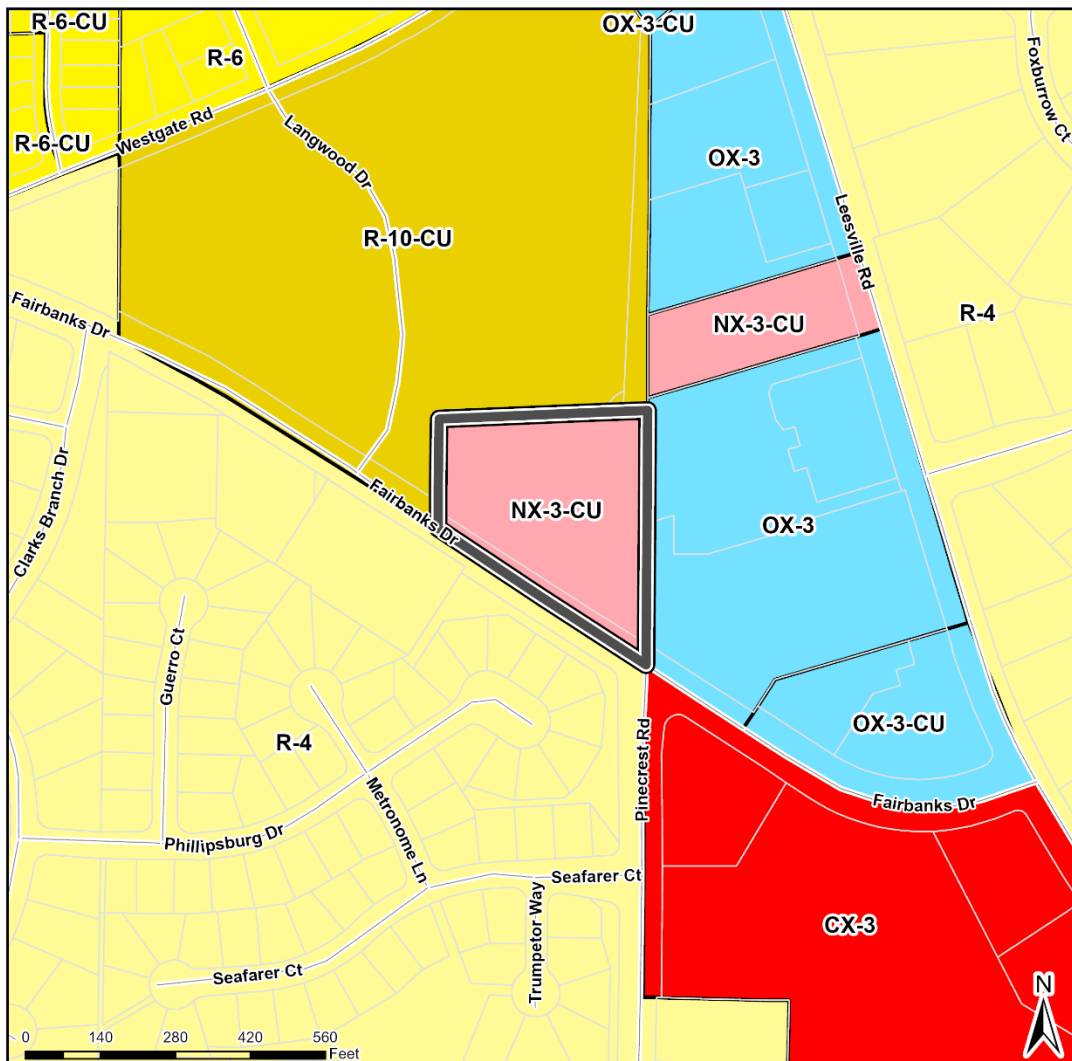 R-6-CU
R-6
OX-3-CU
Foxburrow Ct
R-6-CU
Westgate Rd
Langwood Dr
OX-3
Leesville Rd
R-10-CU
Fairbanks Dr
NX-3-CU
R-4
Clarks Branch Dr
Fairbanks Dr
NX-3-CU
OX-3
Guerro Ct
R-4
OX-3-CU
Pinecrest Rd
Metronome Ln
Fairbanks Dr
Phillipsburg Dr
Seafarer Ct
Trumpetor Way
CX-3
Seafarer Ct
N
0 140 280 420 560
Feet